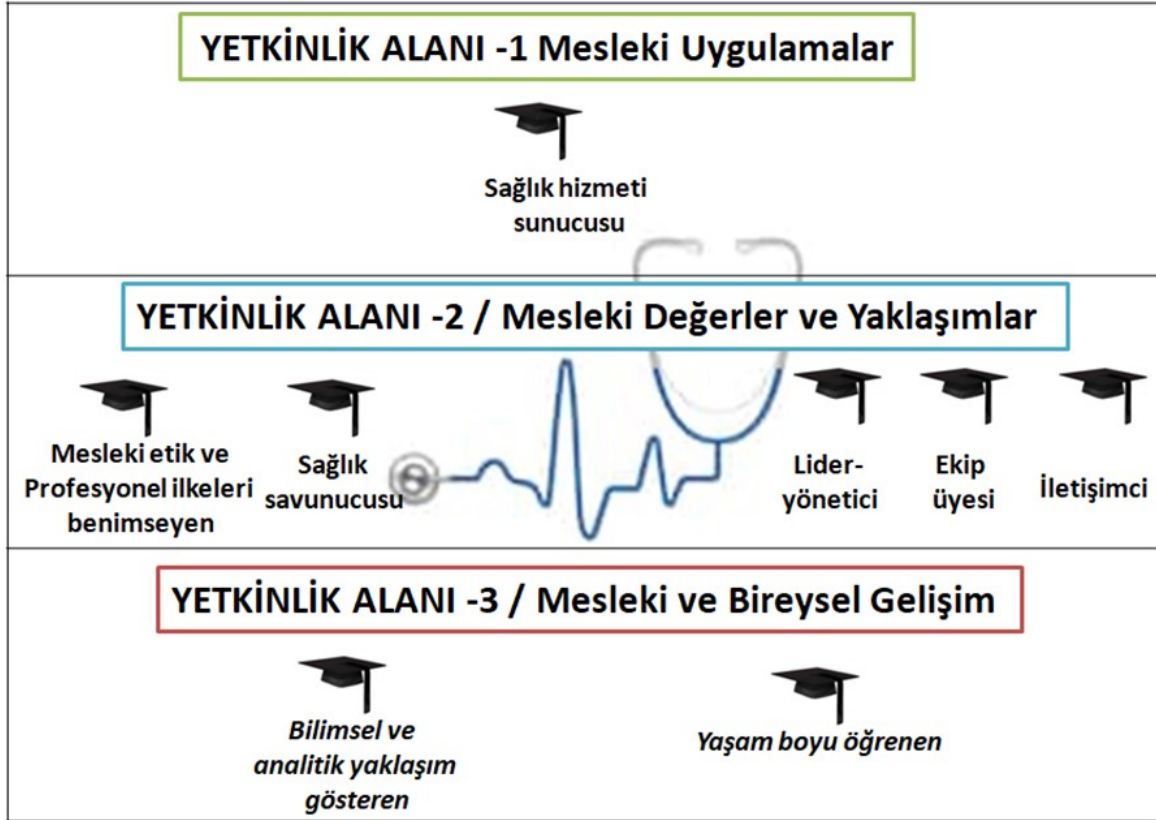 YETKİNLİK ALANI -1 Mesleki Uygulamalar
Sağlık hizmeti
sunucusu
YETKİNLİK ALANI -2 / Mesleki Değerler ve Yaklaşımlar
Mesleki etik ve
Profesyonel ilkeleri
benimseyen
Sağlık
savunucusu
Lider-
yönetici
Ekip
üyesi
İletişimci
YETKİNLİK ALANI -3 / Mesleki ve Bireysel Gelişim
Bilimsel ve
analitik yaklaşım
gösteren
Yaşam boyu öğrenen